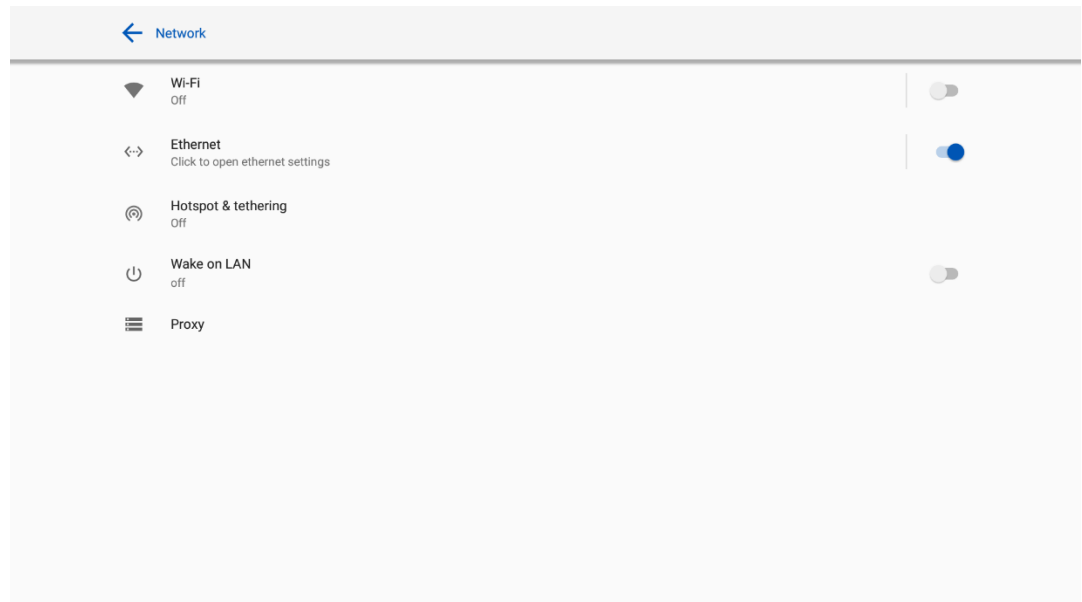 Network
Wi-Fi
Off
Ethernet
Click to open ethernet settings
Hotspot & tethering
Off
Wake on LAN
off
Proxy